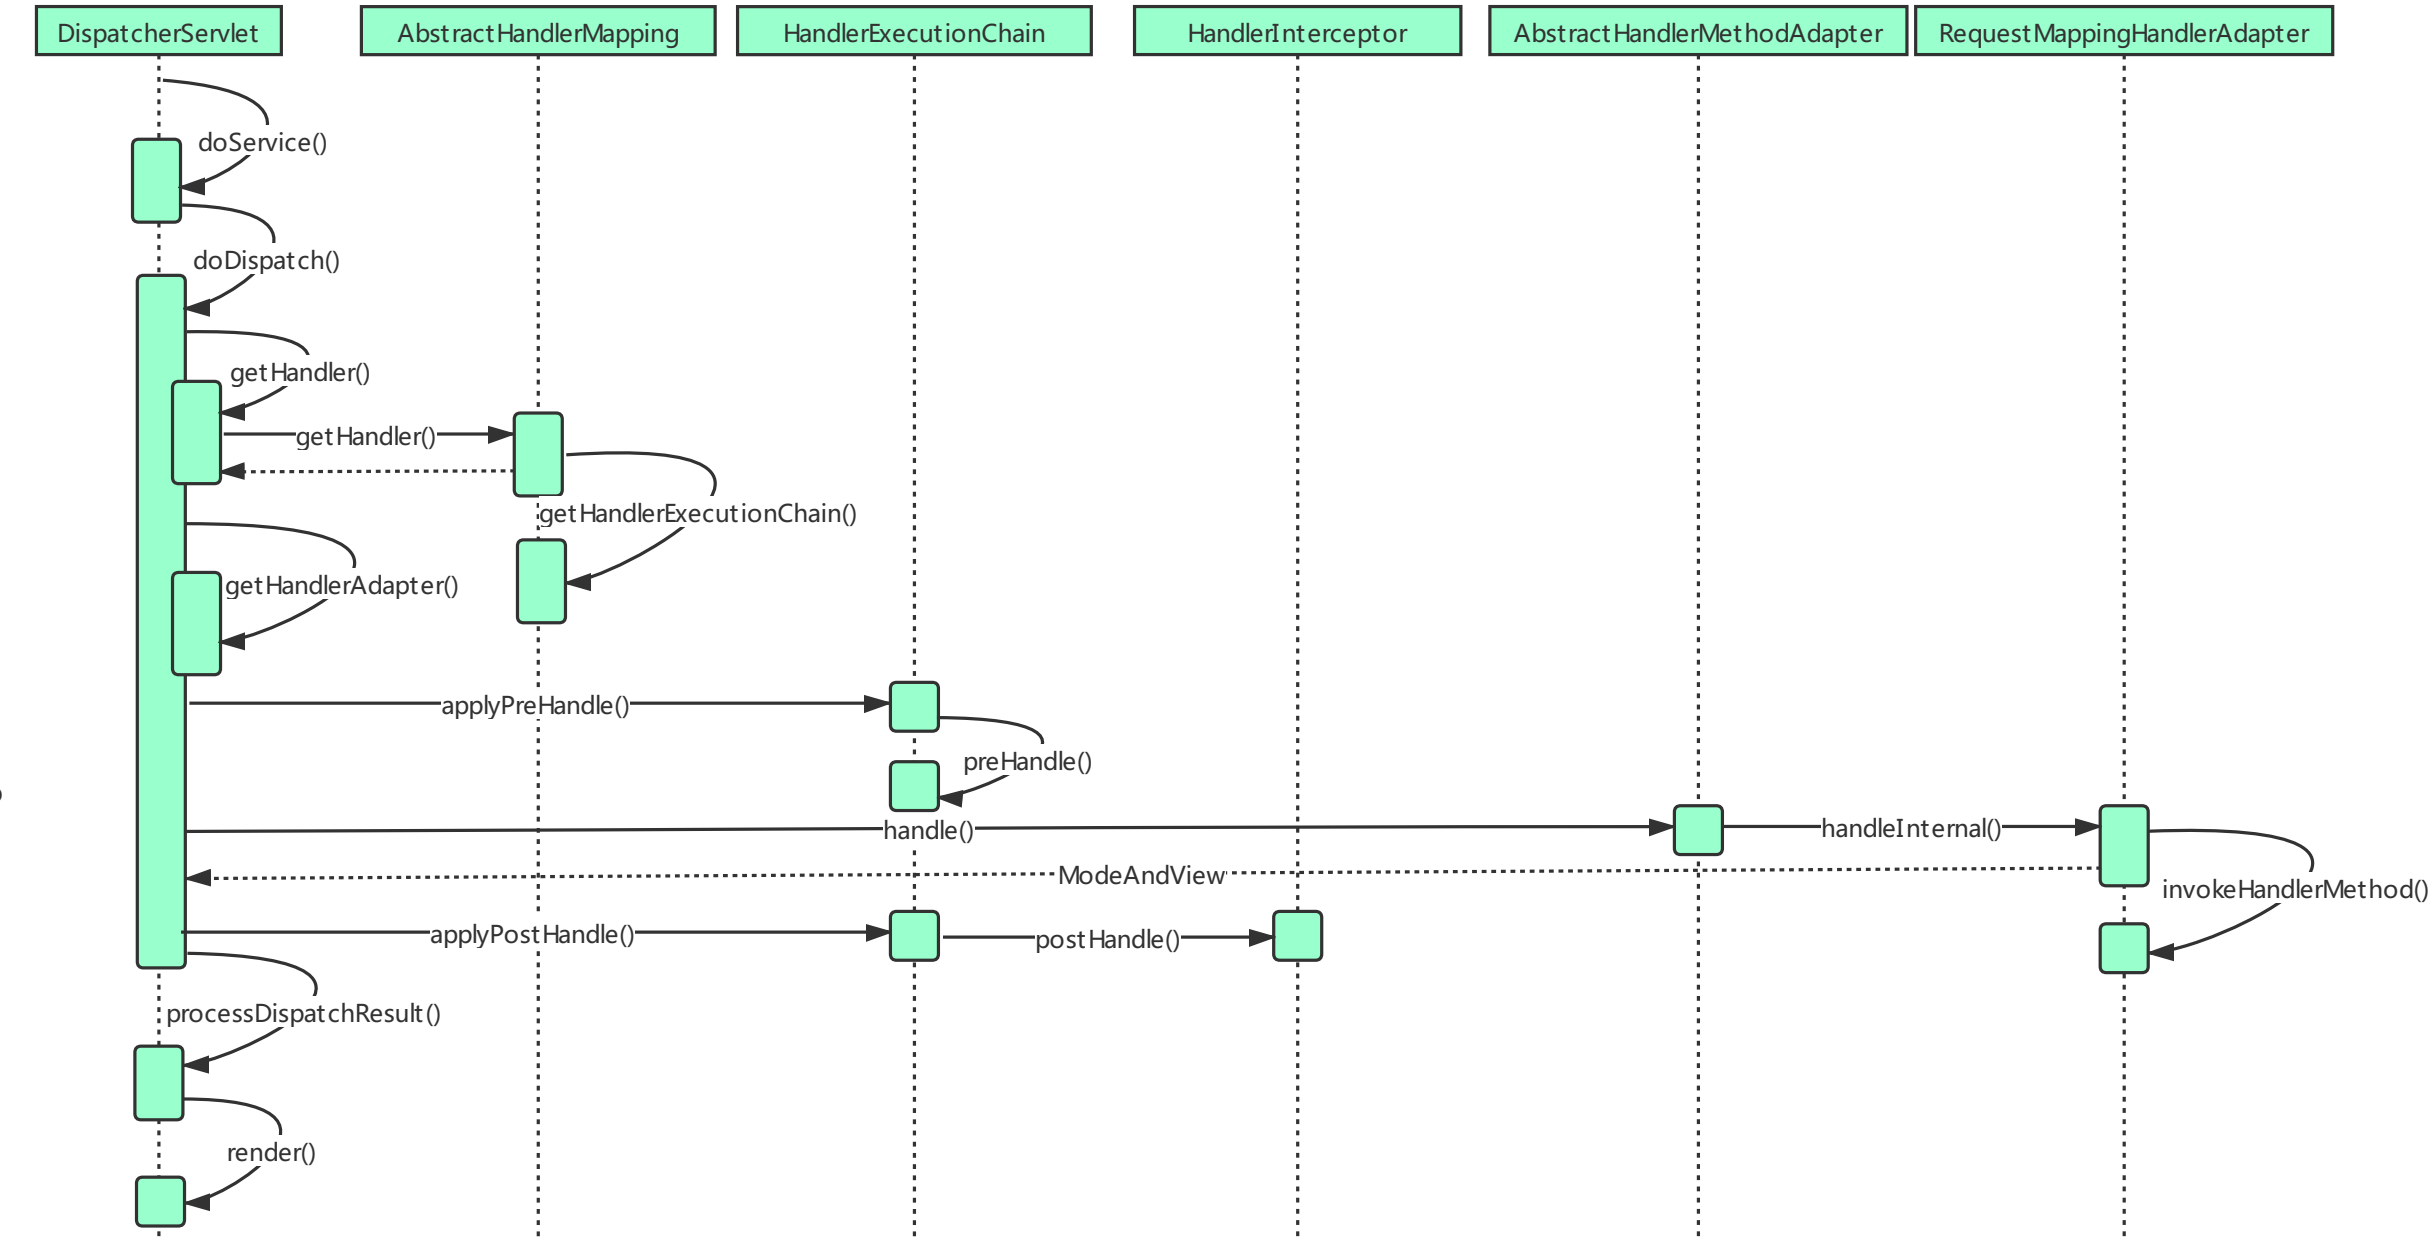 DispatcherServlet
AbstractHandlerMapping
HandlerExecutionChain
HandlerInterceptor
AbstractHandlerMethodAdapter
RequestMappingHandlerAdapter
doService()
doDispatch()
getHandler()
getHandler()
getHandlerExecutionChain()
getHandlerAdapter()
applyPreHandle()
preHandle()
handle()
handleInternal()
ModeAndView
invokeHandlerMethod()
applyPostHandle()
postHandle()
processDispatchResult()
render()